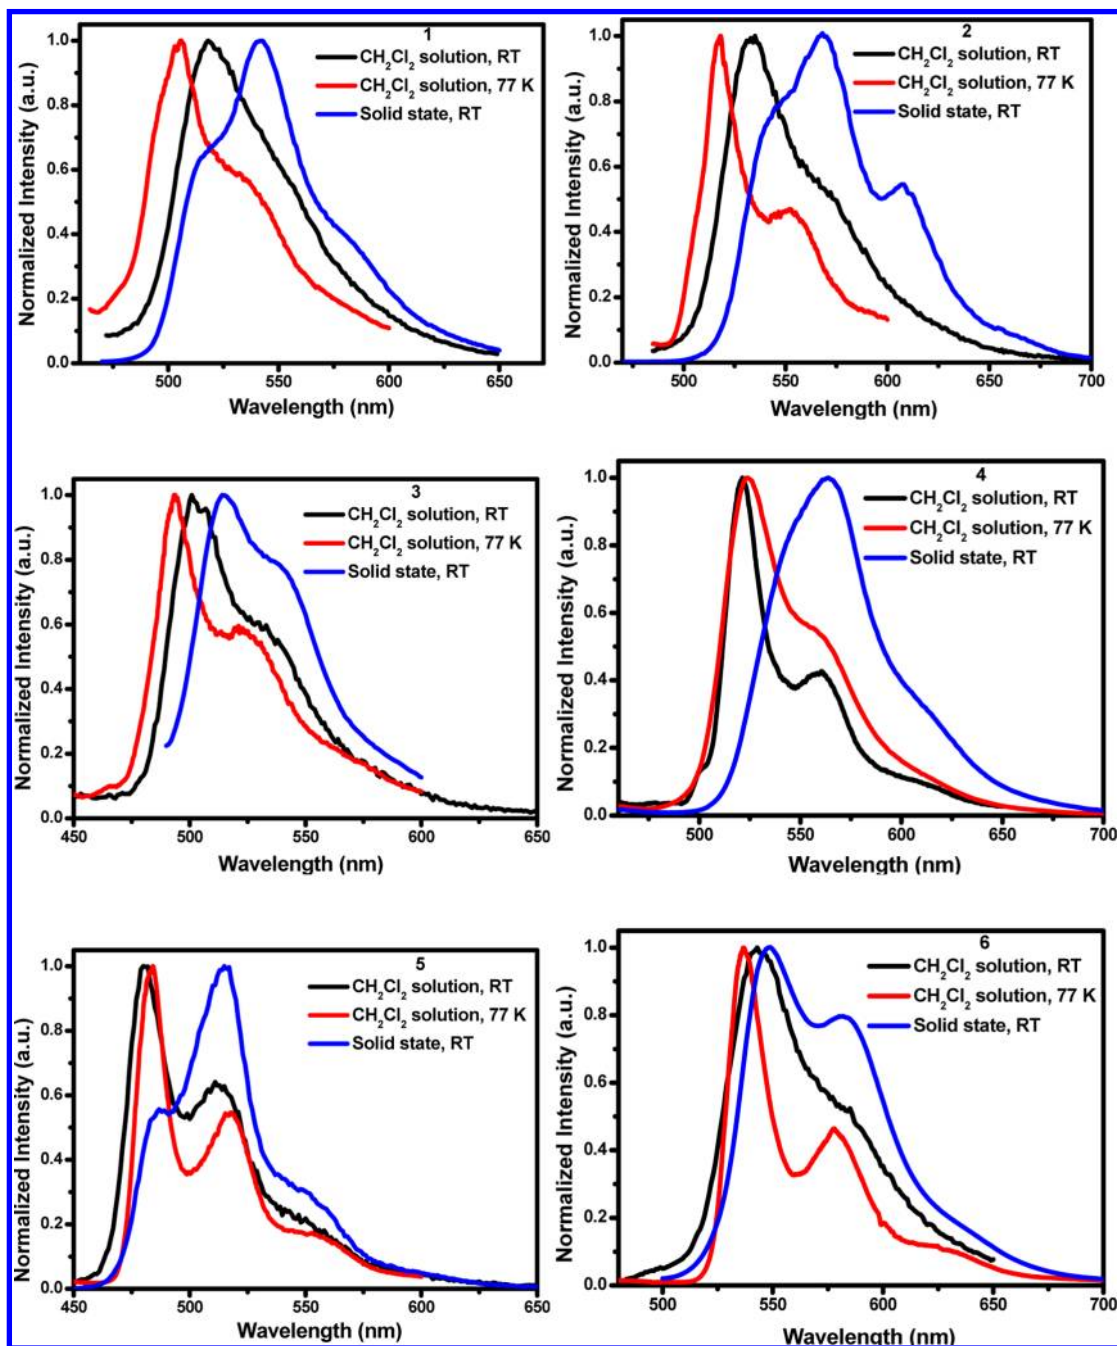 1
CH₂Cl₂ solution, RT
CH₂Cl₂ solution, 77 K
Solid state, RT
Normalized Intensity (a.u.)
1.0
0.8
0.6
0.4
0.2
0.0
500 550 600 650
Wavelength (nm)
2
CH₂Cl₂ solution, RT
CH₂Cl₂ solution, 77 K
Solid state, RT
Normalized Intensity (a.u.)
1.0
0.8
0.6
0.4
0.2
0.0
500 550 600 650 700
Wavelength (nm)
3
CH₂Cl₂ solution, RT
CH₂Cl₂ solution, 77 K
Solid state, RT
Normalized Intensity (a.u.)
1.0
0.8
0.6
0.4
0.2
0.0
450 500 550 600 650
Wavelength (nm)
4
CH₂Cl₂ solution, RT
CH₂Cl₂ solution, 77 K
Solid state, RT
Normalized Intensity (a.u.)
1.0
0.8
0.6
0.4
0.2
0.0
500 550 600 650 700
Wavelength (nm)
5
CH₂Cl₂ solution, RT
CH₂Cl₂ solution, 77 K
Solid state, RT
Normalized Intensity (a.u.)
1.0
0.8
0.6
0.4
0.2
0.0
450 500 550 600 650
Wavelength (nm)
6
CH₂Cl₂ solution, RT
CH₂Cl₂ solution, 77 K
Solid state, RT
Normalized Intensity (a.u.)
1.0
0.8
0.6
0.4
0.2
0.0
500 550 600 650 700
Wavelength (nm)